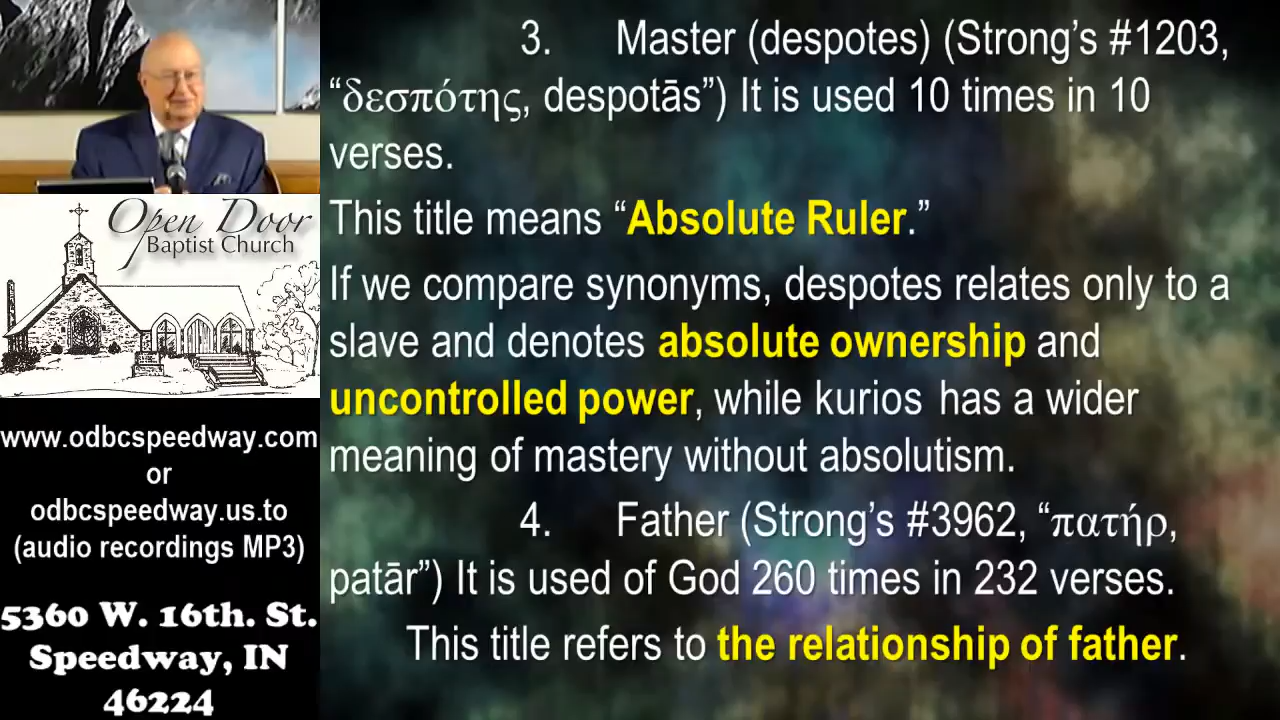 Open Door
Baptist Church
www.odbcspeedway.com
or
odbcspeedway.us.to
(audio recordings MP3)
5360 W. 16th. St.
Speedway, IN
46224
3. Master (despotes) (Strong’s #1203,
“δεσπότης, despotās”) It is used 10 times in 10
verses.
This title means “Absolute Ruler.”
If we compare synonyms, despotes relates only to a
slave and denotes absolute ownership and
uncontrolled power, while kurios has a wider
meaning of mastery without absolutism.
4. Father (Strong’s #3962, “πατήρ,
patār”) It is used of God 260 times in 232 verses.
This title refers to the relationship of father.